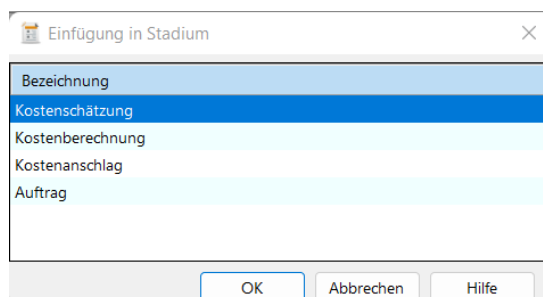 Einfügung in Stadium
Bezeichnung
Kostenschätzung
Kostenberechnung
Kostenanschlag
Auftrag
OK Abbrechen Hilfe